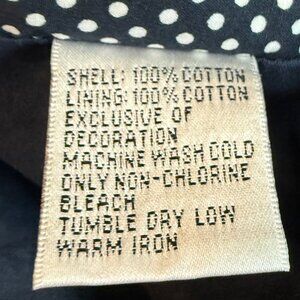 SHELL: 100% COTTON
LINING: 100% COTTON
EXCLUSIVE OF
DECORATION
MACHINE WASH COLD
ONLY NON-CHLORINE
BLEACH
TUMBLE DRY LOW
WARM IRON